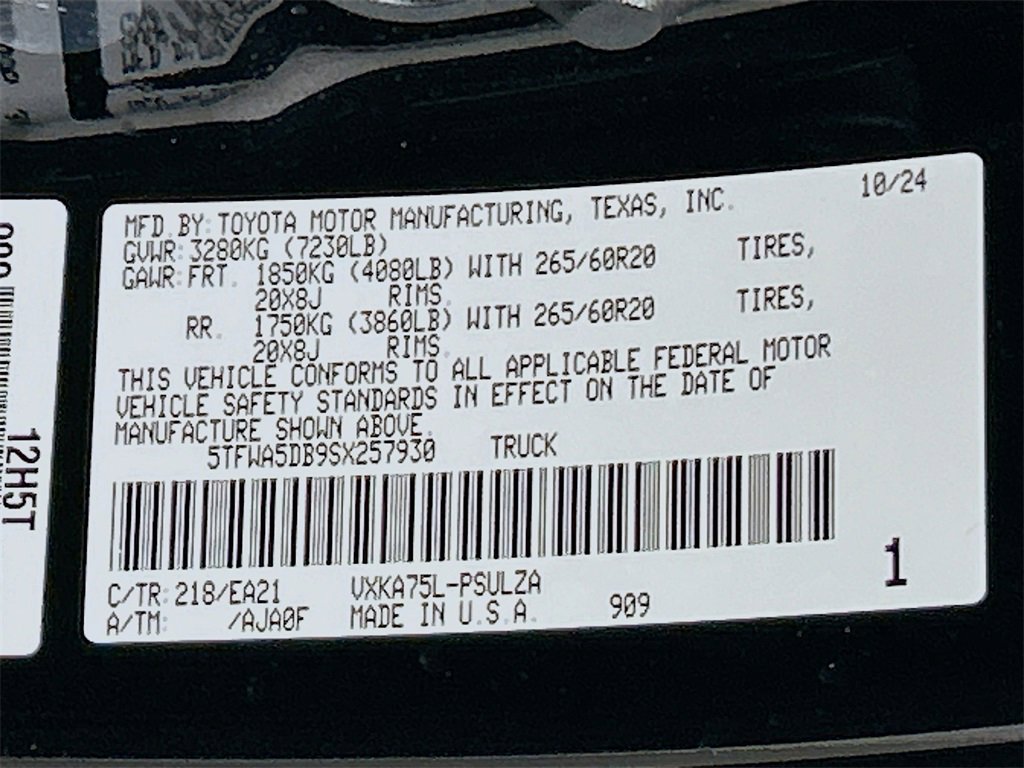 MFD.BY:TOYOTA MOTOR MANUFACTURING, TEXAS, INC. 10/24
GVWR:3280KG (7230LB)
GAWR:FRT. 1850KG (4080LB) WITH 265/60R20 TIRES,
20X8J RIMS.
RR. 1750KG (3860LB) WITH 265/60R20 TIRES,
20X8J RIMS.
THIS VEHICLE CONFORMS TO ALL APPLICABLE FEDERAL MOTOR
VEHICLE SAFETY STANDARDS IN EFFECT ON THE DATE OF
MANUFACTURE SHOWN ABOVE.
5TFWA5DB9SX257930 TRUCK
C/TR:218/EA21 VXKA75L-PSULZA
A/TM: /AJA0F MADE IN U.S.A. 909
1
12H5T